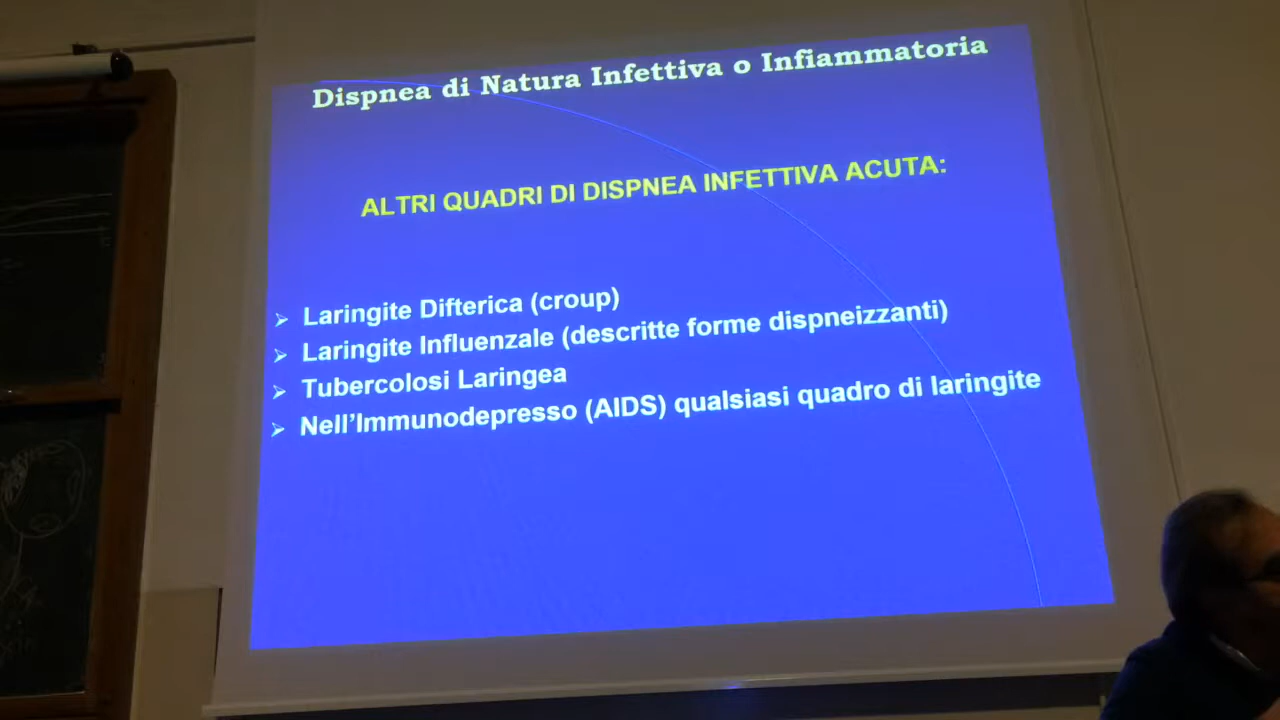 Dispnea di Natura Infettiva o Infiammatoria
ALTRI QUADRI DI DISPNEA INFETTIVA ACUTA:
Laringite Difterica (croup)
Laringite Influenzale (descritte forme dispneizzanti)
Tubercolosi Laringea
Nell'Immunodepresso (AIDS) qualsiasi quadro di laringite